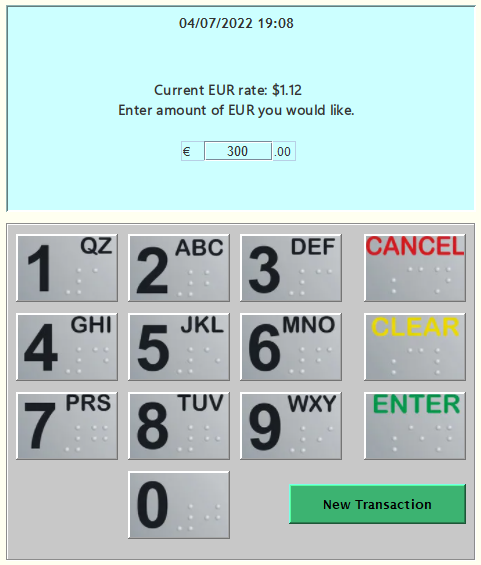 04/07/2022 19:08
Current EUR rate: $1.12
Enter amount of EUR you would like.
€ 300 .00
1 QZ 2 ABC 3 DEF CANCEL
4 GHI 5 JKL 6 MNO CLEAR
7 PRS 8 TUV 9 WXY ENTER
0 New Transaction